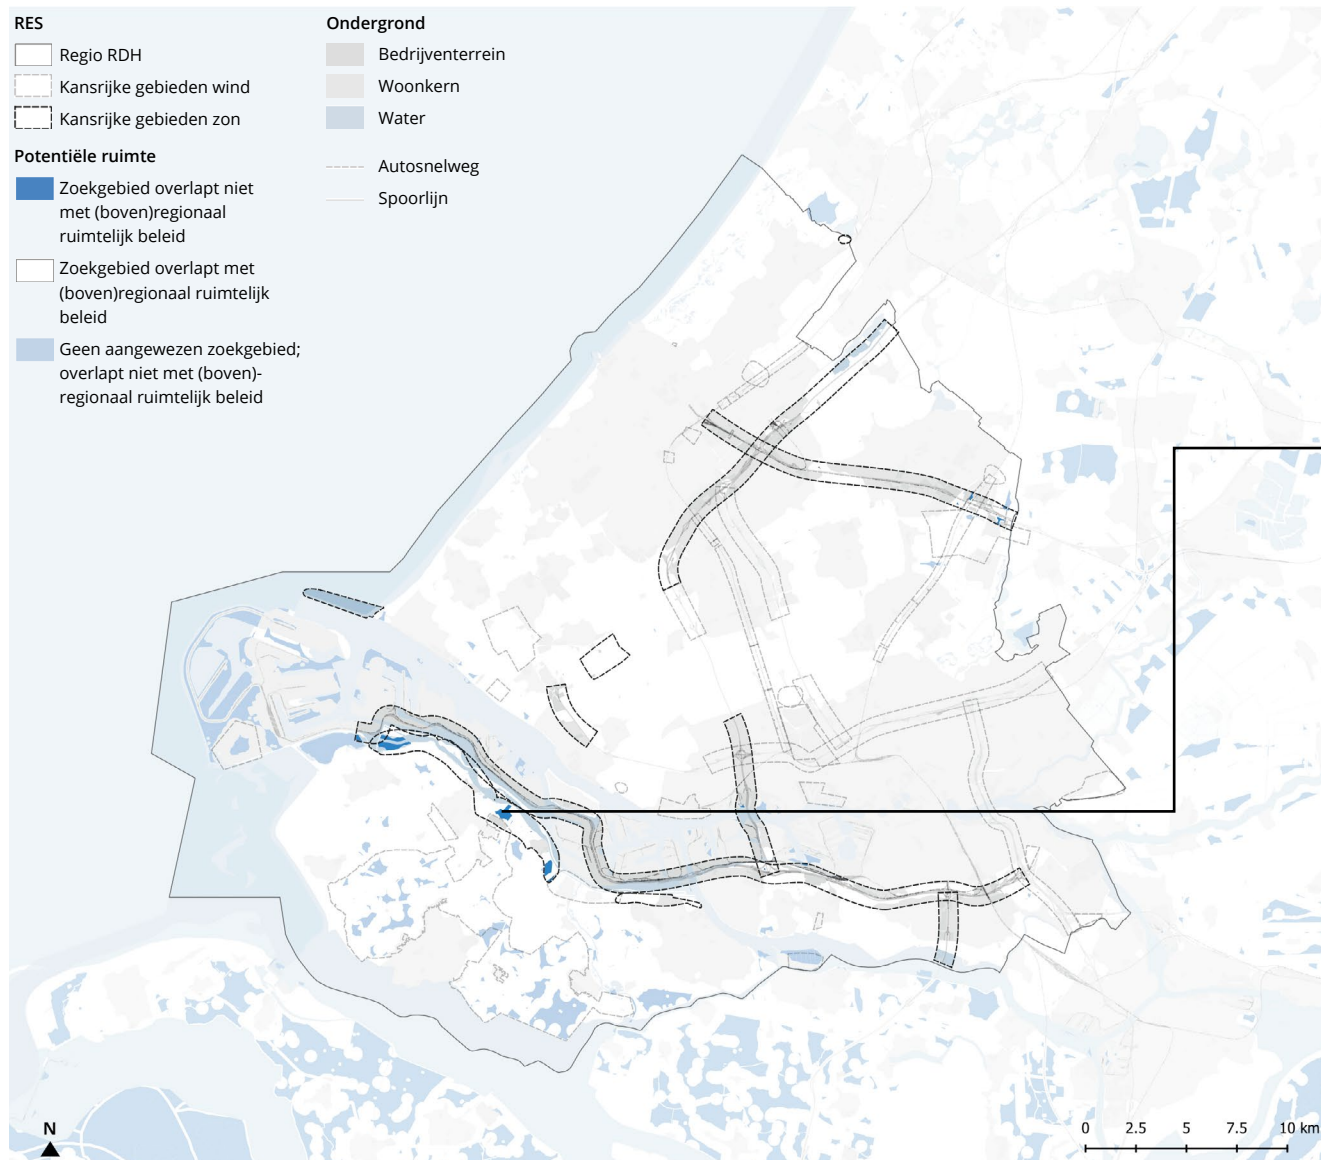 RES
Regio RDH
Kansrijke gebieden wind
Kansrijke gebieden zon
Potentiële ruimte
Zoekgebied overlapt niet
met (boven)regionaal
ruimtelijk beleid
Zoekgebied overlapt met
(boven)regionaal ruimtelijk
beleid
Geen aangewezen zoekgebied;
overlapt niet met (boven)-
regionaal ruimtelijk beleid
Ondergrond
Bedrijventerrein
Woonkern
Water
Autosnelweg
Spoorlijn
N
0 2.5 5 7.5 10 km